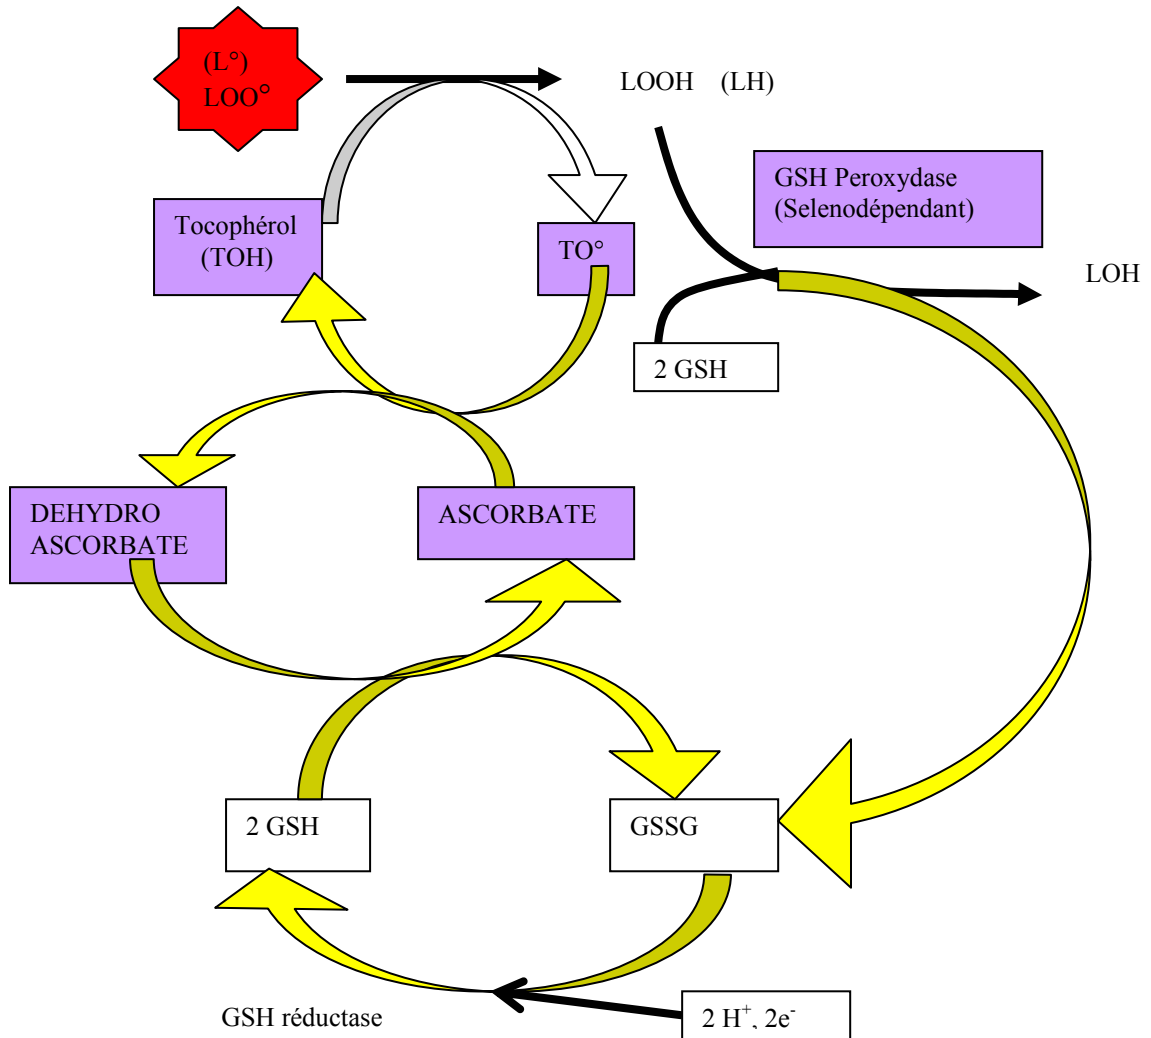 (L°)
LOO°
LOOH (LH)
GSH Peroxydase
(Selenodépendant)
Tocophérol
(TOH)
TO°
LOH
2 GSH
DEHYDRO
ASCORBATE
ASCORBATE
2 GSH
GSSG
GSH réductase
2 H⁺, 2e⁻